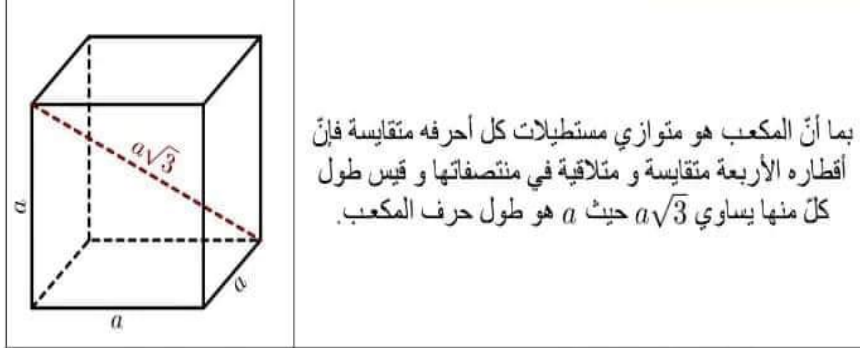 بما أنّ المكعب هو متوازي مستطيلات كل أحرفه متقايسة فإنّ
أقطاره الأربعة متقايسة و متلاقية في منتصفاتها و قيس طول
كلّ منها يساوي a√3 حيث a هو طول حرف المكعب.
a√3
a
a
a